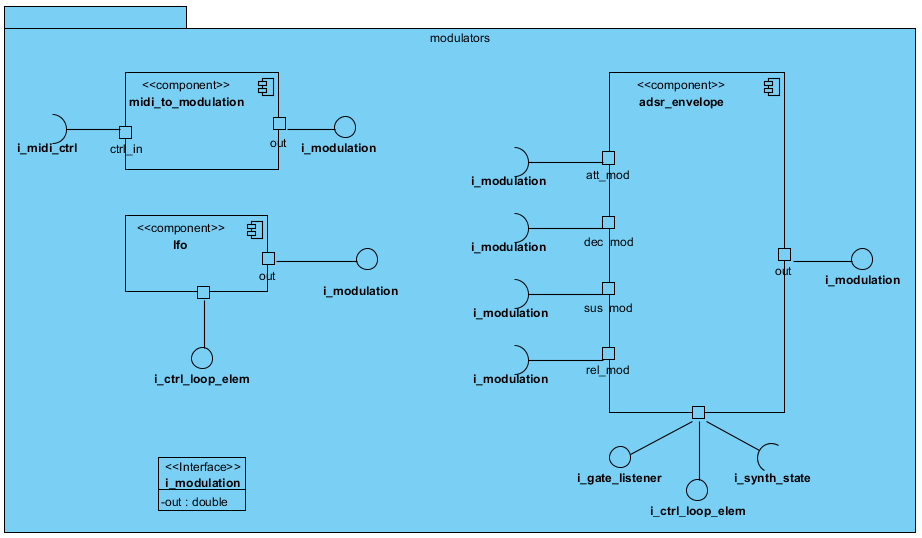 modulators
<<component>>
midi_to_modulation
i_midi_ctrl
ctrl_in
out
i_modulation
<<component>>
lfo
out
i_modulation
i_ctrl_loop_elem
<<Interface>>
i_modulation
-out : double
<<component>>
adsr_envelope
i_modulation
att_mod
i_modulation
dec_mod
i_modulation
sus_mod
i_modulation
rel_mod
out
i_modulation
i_gate_listener
i_synth_state
i_ctrl_loop_elem